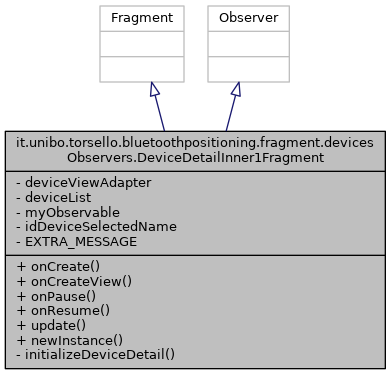 Fragment
Observer
it.unibo.torsello.bluetoothpositioning.fragment.devices
Observers.DeviceDetailInner1Fragment
- deviceViewAdapter
- deviceList
- myObservable
- idDeviceSelectedName
- EXTRA_MESSAGE
+ onCreate()
+ onCreateView()
+ onPause()
+ onResume()
+ update()
+ newInstance()
- initializeDeviceDetail()